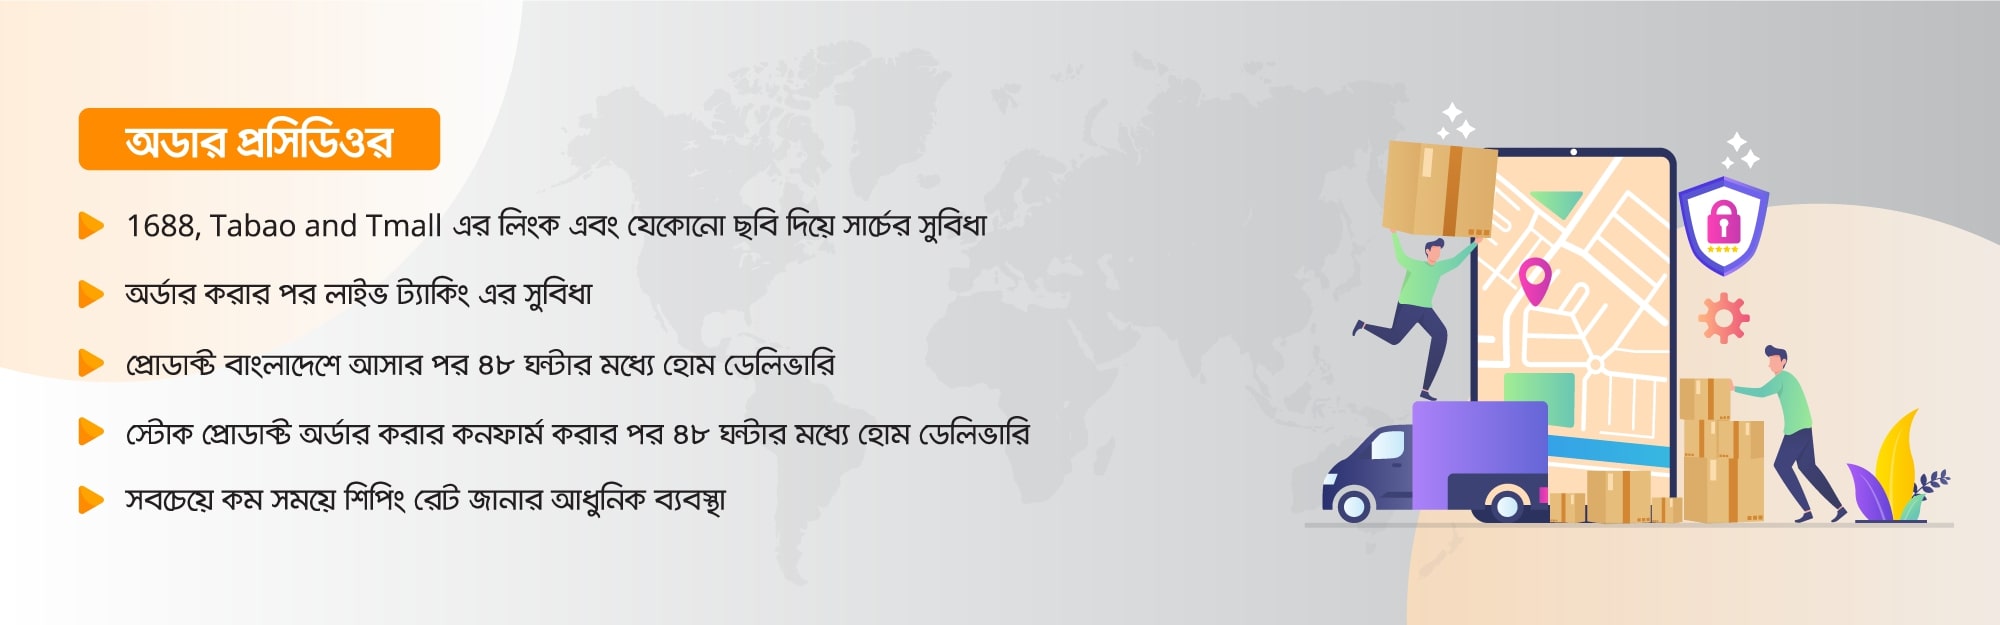 অডার প্রসিডিওর
1688, Tabao and Tmall এর লিংক এবং যেকোনো ছবি দিয়ে সার্চের সুবিধা
অর্ডার করার পর লাইভ ট্যাকিং এর সুবিধা
প্রোডাক্ট বাংলাদেশে আসার পর ৪৮ ঘন্টার মধ্যে হোম ডেলিভারি
স্টোক প্রোডাক্ট অর্ডার করার কনফার্ম করার পর ৪৮ ঘন্টার মধ্যে হোম ডেলিভারি
সবচেয়ে কম সময়ে শিপিং রেট জানার আধুনিক ব্যবস্থা